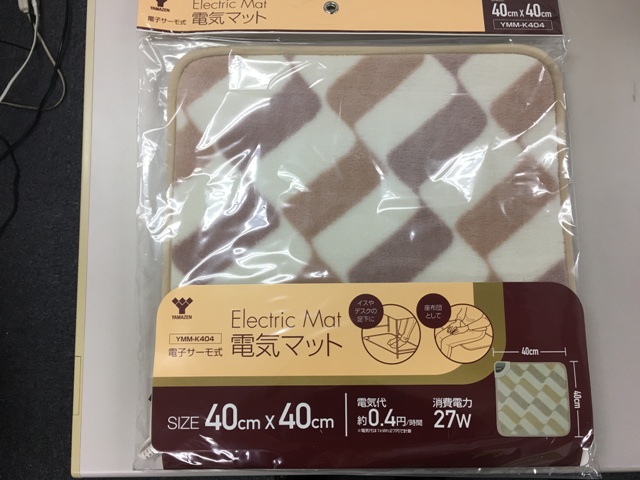 YAMAZEN
電子サーモ式
Electric Mat
電気マット
40cm x 40cm
YMM-K404
YAMAZEN
YMM-K404
電子サーモ式
Electric Mat
電気マット
イスや
デスクの
足下に
座布団
として
SIZE 40cm x 40cm
電気代
約0.4円/時間
消費電力
27W
40cm
40cm